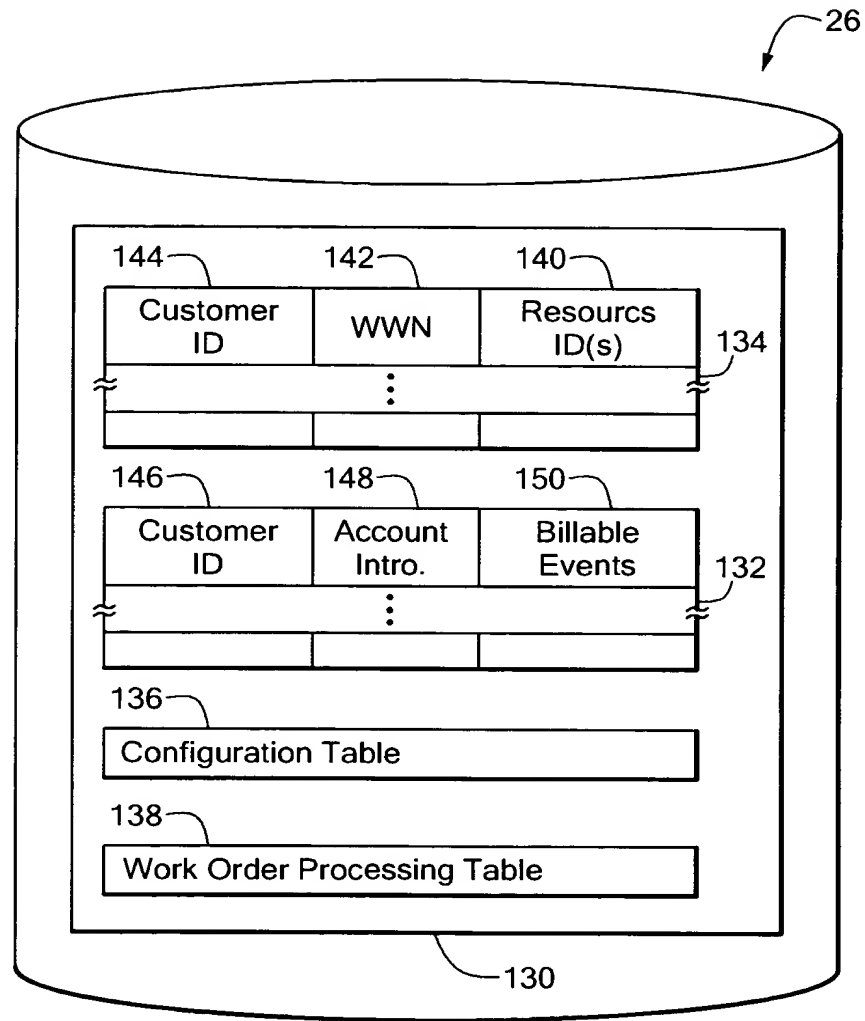 26
144
142
140
Customer
ID
WWN
Resourcs
ID(s)
134
146
148
150
Customer
ID
Account
Intro.
Billable
Events
132
136
Configuration Table
138
Work Order Processing Table
130